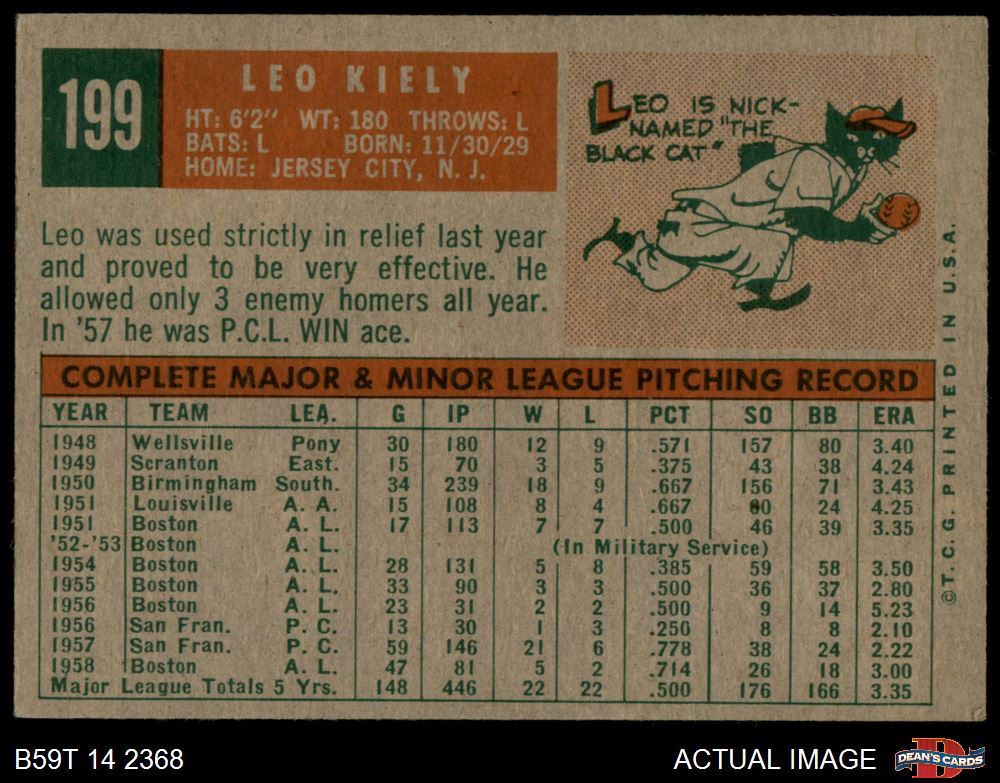 199
LEO KIELY
HT: 6'2" WT: 180 THROWS: L
BATS: L BORN: 11/30/29
HOME: JERSEY CITY, N. J.
LEO IS NICK-
NAMED "THE
BLACK CAT"
Leo was used strictly in relief last year
and proved to be very effective. He
allowed only 3 enemy homers all year.
In '57 he was P.C.L. WIN ace.
COMPLETE MAJOR & MINOR LEAGUE PITCHING RECORD
YEAR TEAM LEA. G IP W L PCT SO BB ERA
1948 Wellsville Pony 30 180 12 9 .571 157 80 3.40
1949 Scranton East. 15 70 3 5 .375 43 38 4.24
1950 Birmingham South. 34 239 18 9 .667 156 71 3.43
1951 Louisville A. A. 15 108 8 4 .667 24 4.25
1951 Boston A. L. 17 113 7 7 .500 46 39 3.35
'52-'53 Boston A. L. (In Military Service)
1954 Boston A. L. 28 131 5 8 .385 59 58 3.50
1955 Boston A. L. 33 90 3 3 .500 36 37 2.80
1956 Boston A. L. 23 31 2 2 .500 9 14 5.23
1956 San Fran. P. C. 13 30 1 3 .250 8 8 2.10
1957 San Fran. P. C. 59 146 21 6 .778 38 24 2.22
1958 Boston A. L. 47 81 5 2 .714 26 18 3.00
Major League Totals 5 Yrs. 148 446 22 22 .500 176 166 3.35
©T. C. G. PRINTED IN U.S.A.
B59T 14 2368
ACTUAL IMAGE
DEAN'S CARDS